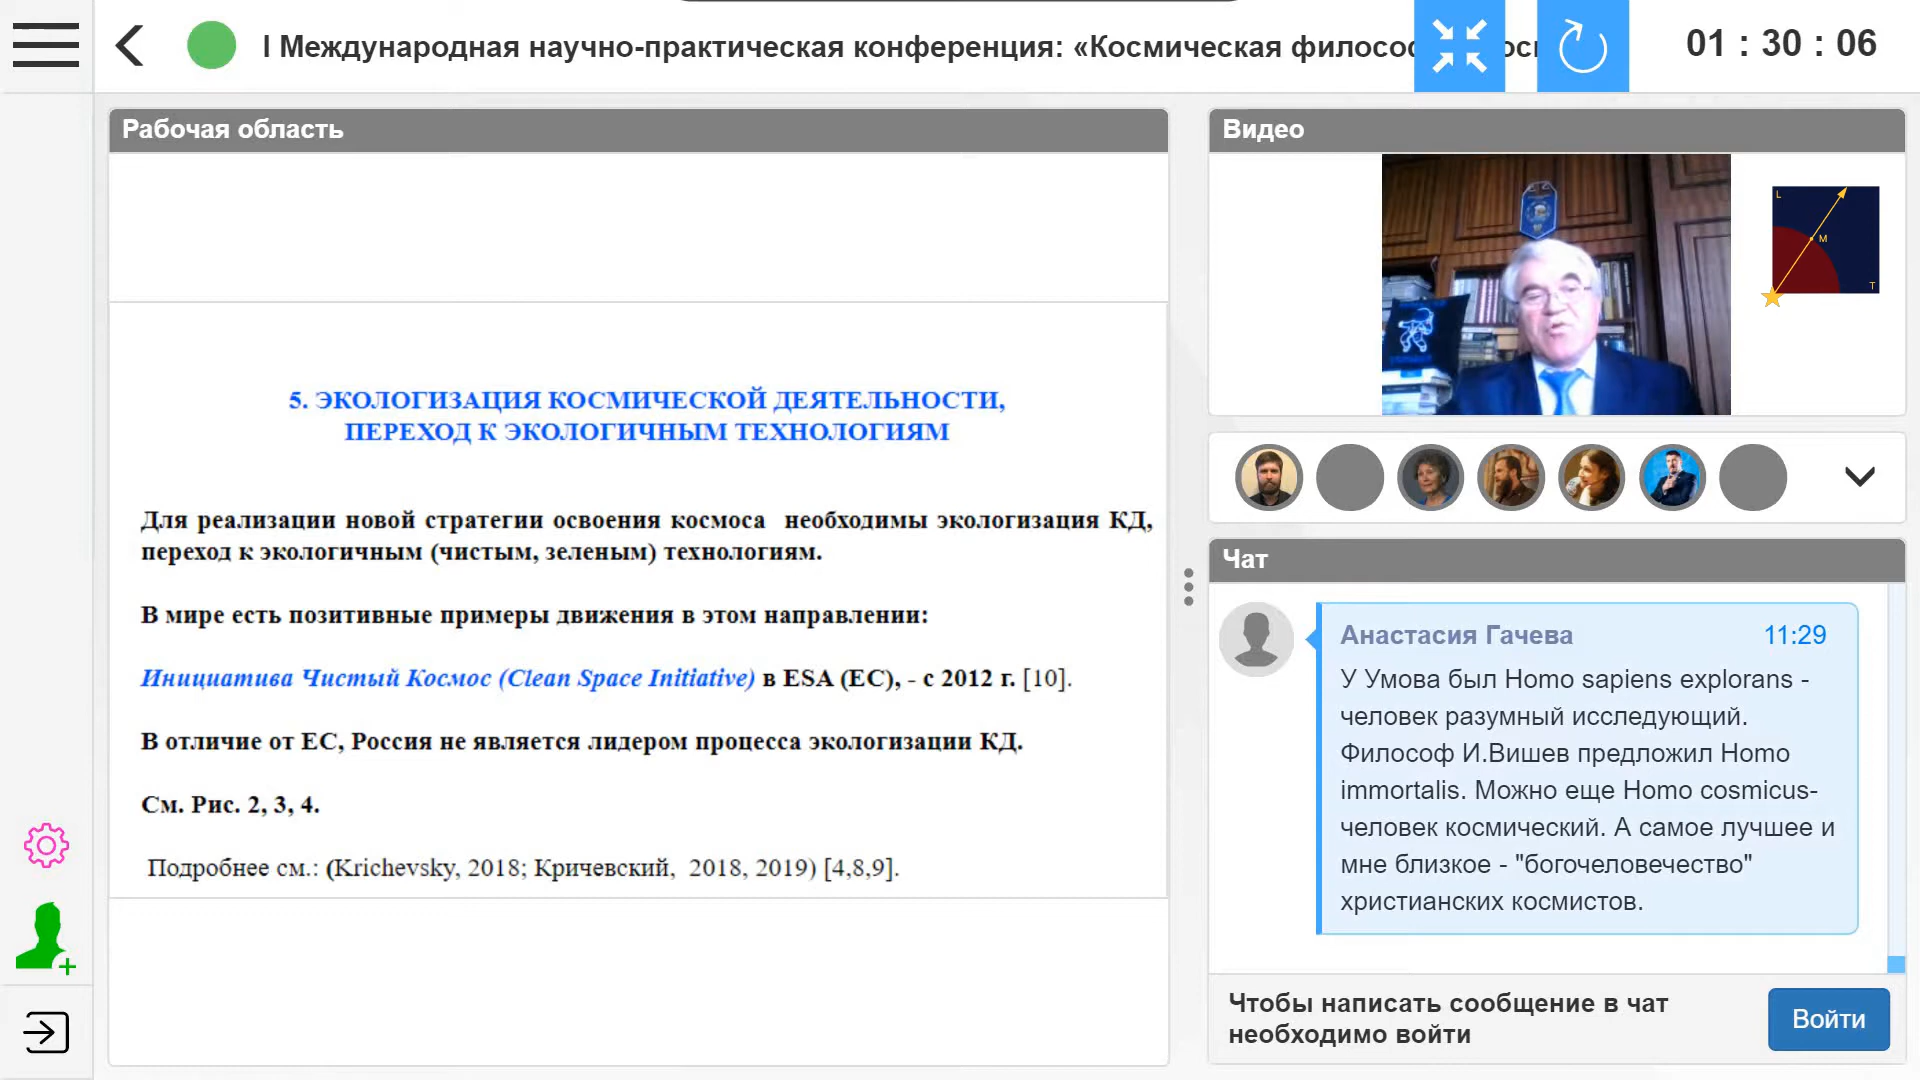 I Международная научно-практическая конференция: «Космическая
01 : 30 : 06
Рабочая область
5. ЭКОЛОГИЗАЦИЯ КОСМИЧЕСКОЙ ДЕЯТЕЛЬНОСТИ,
ПЕРЕХОД К ЭКОЛОГИЧНЫМ ТЕХНОЛОГИЯМ
Для реализации новой стратегии освоения космоса необходимы экологизация КД,
переход к экологичным (чистым, зеленым) технологиям.
В мире есть позитивные примеры движения в этом направлении:
Инициатива Чистый Космос (Clean Space Initiative) в ESA (ЕС), - с 2012 г. [10].
В отличие от ЕС, Россия не является лидером процесса экологизации КД.
См. Рис. 2, 3, 4.
Подробнее см.: (Krichevsky, 2018; Кричевский, 2018, 2019) [4,8,9].
Видео
L
M
T
Чат
Анастасия Гачева 11:29
У Умова был Homo sapiens explorans -
человек разумный исследующий.
Философ И.Вишев предложил Homo
immortalis. Можно еще Homo cosmicus-
человек космический. А самое лучшее и
мне близкое - "богочеловечество"
христианских космистов.
Чтобы написать сообщение в чат
необходимо войти
Войти